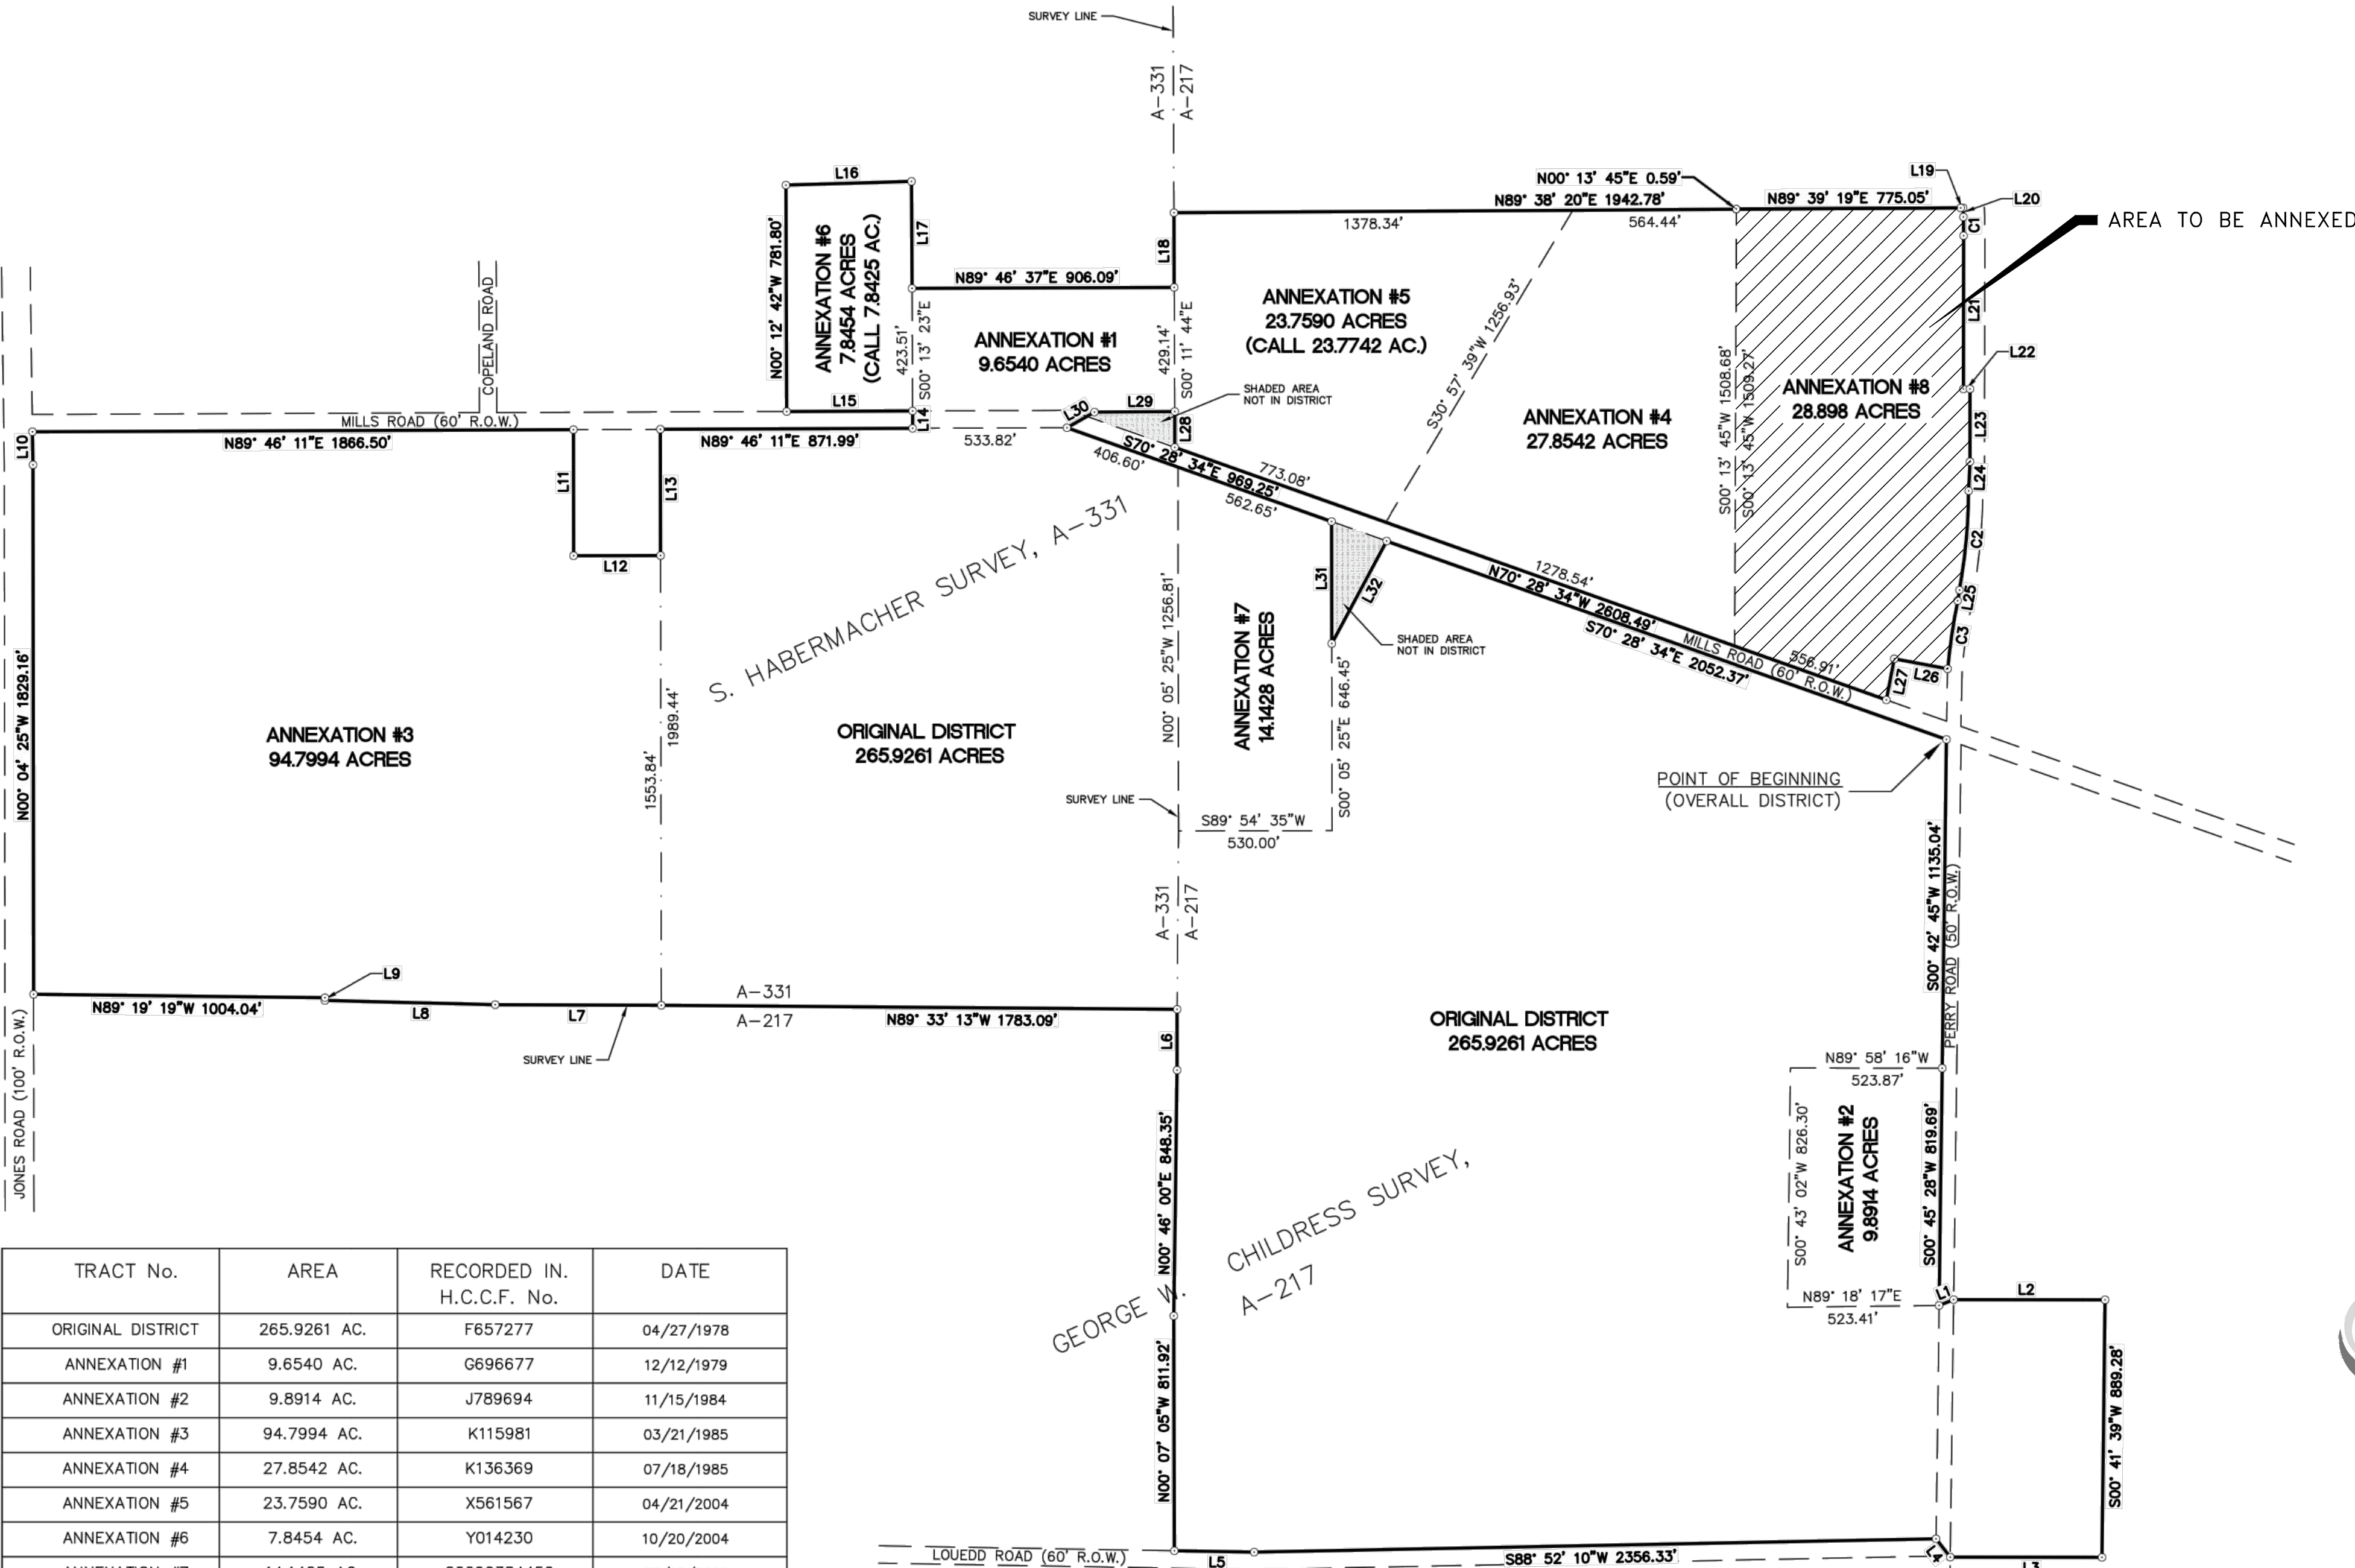 SURVEY LINE
A-331
A-217
L16
N00° 13' 45"E 0.59'
L19
N89° 38' 20"E 1942.78'
N89° 39' 19"E 775.05'
L20
1378.34'
564.44'
C1
AREA TO BE ANNEXED
N00° 12' 42"W 781.80'
ANNEXATION #6
7.8454 ACRES
(CALL 7.8425 AC.)
L17
L18
N89° 46' 37"E 906.09'
423.51'
S00° 13' 23"E
ANNEXATION #1
9.6540 ACRES
429.14'
S00° 11' 44"E
ANNEXATION #5
23.7590 ACRES
(CALL 23.7742 AC.)
S30° 57' 39"W 1256.93'
L21
L22
COPELAND ROAD
SHADED AREA
NOT IN DISTRICT
S00° 13' 45"W 1508.68'
S00° 13' 45"W 1509.27'
ANNEXATION #8
28.898 ACRES
ANNEXATION #4
27.8542 ACRES
L15
L14
L30
L29
L28
L23
L24
MILLS ROAD (60' R.O.W.)
L10
N89° 46' 11"E 1866.50'
N89° 46' 11"E 871.99'
533.82'
406.60'
S70° 28' 34"E 969.25'
562.65'
773.08'
L11
L13
L12
C2
S. HABERMACHER SURVEY, A-331
L31
L32
1278.54'
N70° 28' 34"W 2608.49'
S70° 28' 34"E 2052.37'
MILLS ROAD (60' R.O.W.)
556.91'
L25
C3
L26
L27
N00° 05' 25"W 1256.81'
ANNEXATION #7
14.1428 ACRES
SHADED AREA
NOT IN DISTRICT
S00° 05' 25"E 646.45'
N00° 04' 25"W 1829.16'
ANNEXATION #3
94.7994 ACRES
1553.84'
1989.44'
ORIGINAL DISTRICT
265.9261 ACRES
POINT OF BEGINNING
(OVERALL DISTRICT)
SURVEY LINE
S89° 54' 35"W
530.00'
S00° 42' 45"W 1135.04'
PERRY ROAD (50' R.O.W.)
A-331
A-217
L9
N89° 19' 19"W 1004.04'
L8
L7
A-331
A-217
N89° 33' 13"W 1783.09'
SURVEY LINE
L6
JONES ROAD (100' R.O.W.)
ORIGINAL DISTRICT
265.9261 ACRES
N89° 58' 16"W
523.87'
S00° 43' 02"W 826.30'
ANNEXATION #2
9.8914 ACRES
S00° 45' 28"W 819.69'
N00° 46' 00"E 848.35'
GEORGE W. CHILDRESS SURVEY,
A-217
N89° 18' 17"E
523.41'
L1
L2
N00° 07' 05"W 811.92'
S00° 41' 39"W 889.28'
LOUEDD ROAD (60' R.O.W.)
L5
S88° 52' 10"W 2356.33'
L4
L3
TRACT No. AREA RECORDED IN. H.C.C.F. No. DATE
ORIGINAL DISTRICT 265.9261 AC. F657277 04/27/1978
ANNEXATION #1 9.6540 AC. G696677 12/12/1979
ANNEXATION #2 9.8914 AC. J789694 11/15/1984
ANNEXATION #3 94.7994 AC. K115981 03/21/1985
ANNEXATION #4 27.8542 AC. K136369 07/18/1985
ANNEXATION #5 23.7590 AC. X561567 04/21/2004
ANNEXATION #6 7.8454 AC. Y014230 10/20/2004